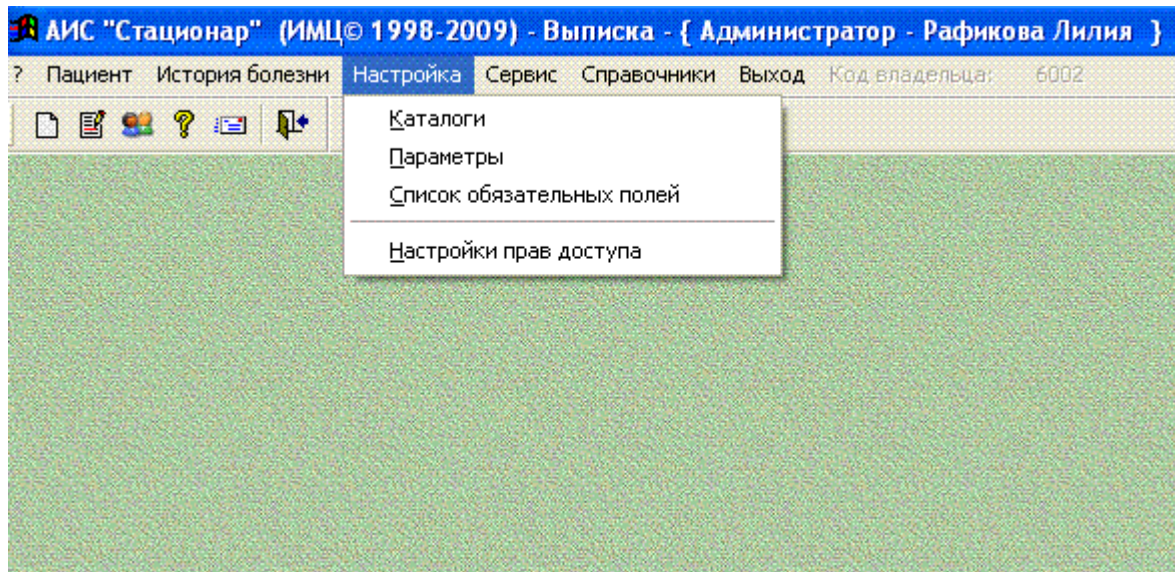 АИС "Стационар" (ИМЦ© 1998-2009) - Выписка - { Администратор - Рафикова Лилия }
? Пациент История болезни Настройка Сервис Справочники Выход Код владельца: 6002
Каталоги
Параметры
Список обязательных полей
Настройки прав доступа